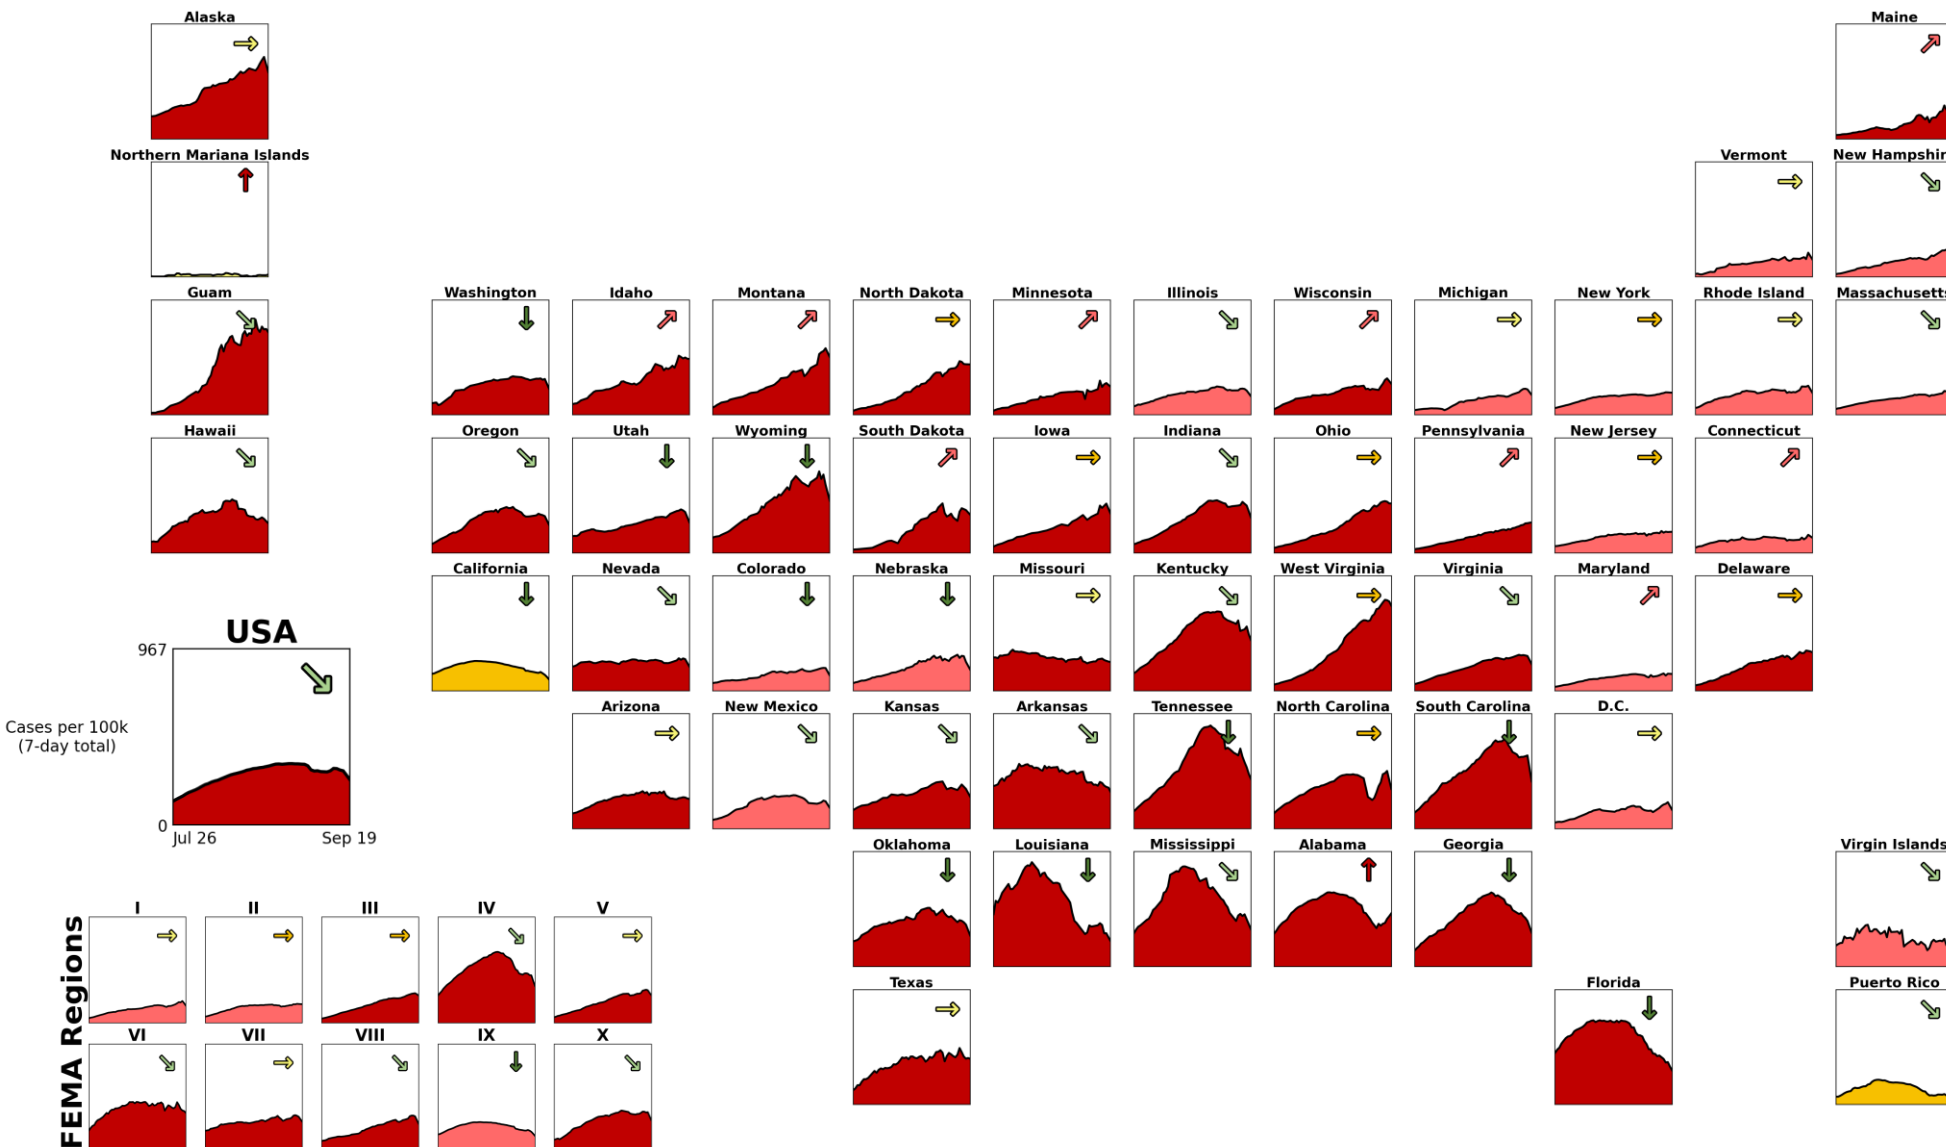 Alaska
Maine
Northern Mariana Islands
Vermont
New Hampshir
Guam
Washington
Idaho
Montana
North Dakota
Minnesota
Illinois
Wisconsin
Michigan
New York
Rhode Island
Massachusetts
Hawaii
Oregon
Utah
Wyoming
South Dakota
Iowa
Indiana
Ohio
Pennsylvania
New Jersey
Connecticut
California
Nevada
Colorado
Nebraska
Missouri
Kentucky
West Virginia
Virginia
Maryland
Delaware
USA
967
Cases per 100k
(7-day total)
0
Jul 26
Sep 19
Arizona
New Mexico
Kansas
Arkansas
Tennessee
North Carolina
South Carolina
D.C.
Oklahoma
Louisiana
Mississippi
Alabama
Georgia
Virgin Islands
Texas
Florida
Puerto Rico
FEMA Regions
I
II
III
IV
V
VI
VII
VIII
IX
X